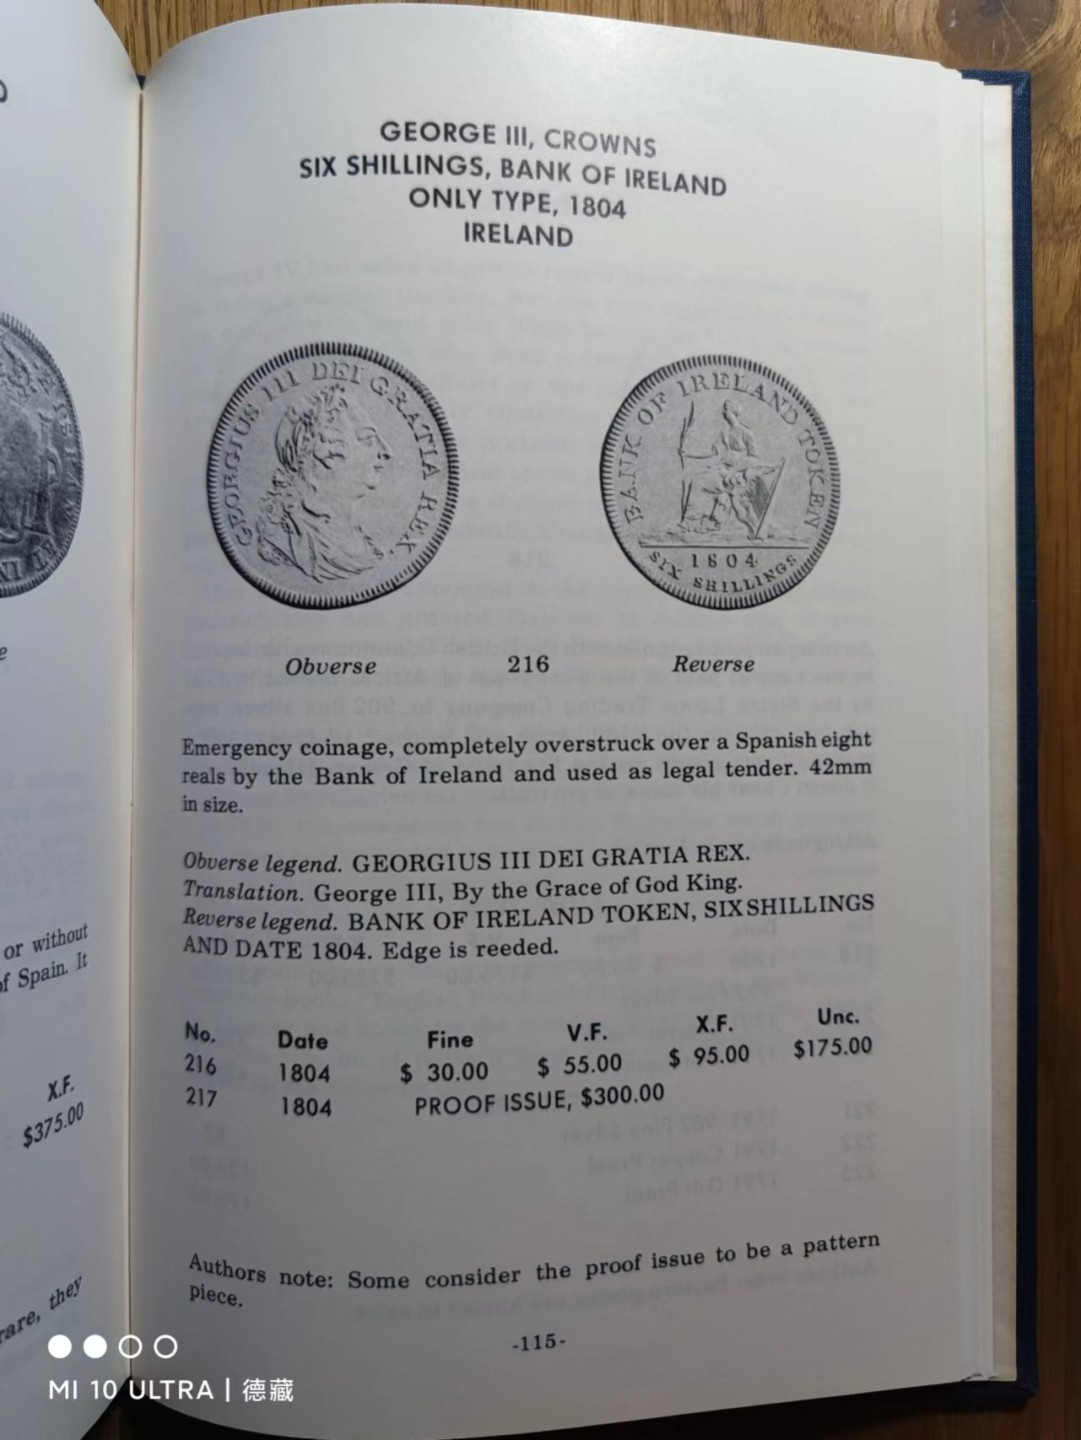 GEORGE III, CROWNS
SIX SHILLINGS, BANK OF IRELAND
ONLY TYPE, 1804
IRELAND
GEORGIUS III DEI GRATIA REX
BANK OF IRELAND TOKEN
1804
SIX SHILLINGS
Obverse 216 Reverse
Emergency coinage, completely overstruck over a Spanish eight
reals by the Bank of Ireland and used as legal tender. 42mm
in size.
Obverse legend. GEORGIUS III DEI GRATIA REX.
Translation. George III, By the Grace of God King.
Reverse legend. BANK OF IRELAND TOKEN, SIX SHILLINGS
AND DATE 1804. Edge is reeded.
No. Date Fine V.F. X.F. Unc.
216 1804 $ 30.00 $ 55.00 $ 95.00 $175.00
217 1804 PROOF ISSUE, $300.00
Authors note: Some consider the proof issue to be a pattern
piece.
-115-
or without
of Spain. It
X.F.
$375.00
rare, they
MI 10 ULTRA | 德藏